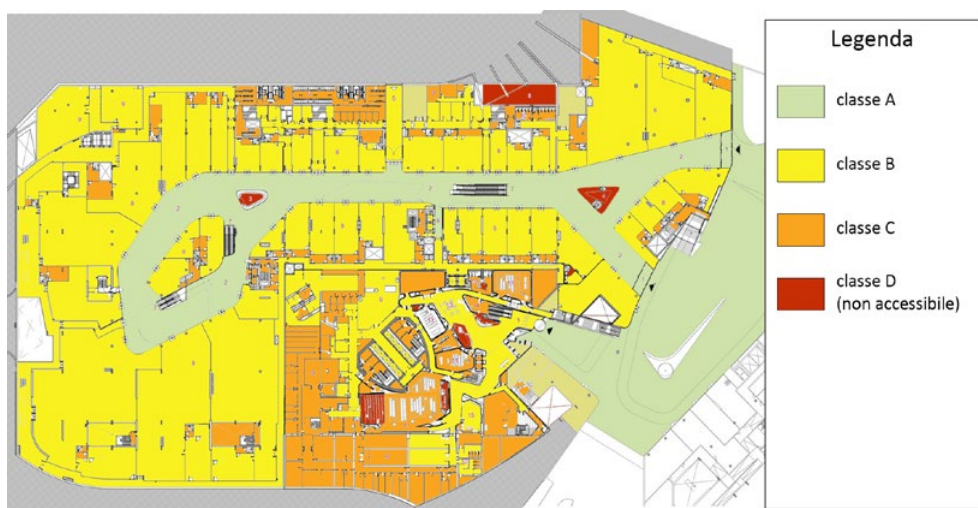 Legenda
classe A
classe B
classe C
classe D
(non accessibile)